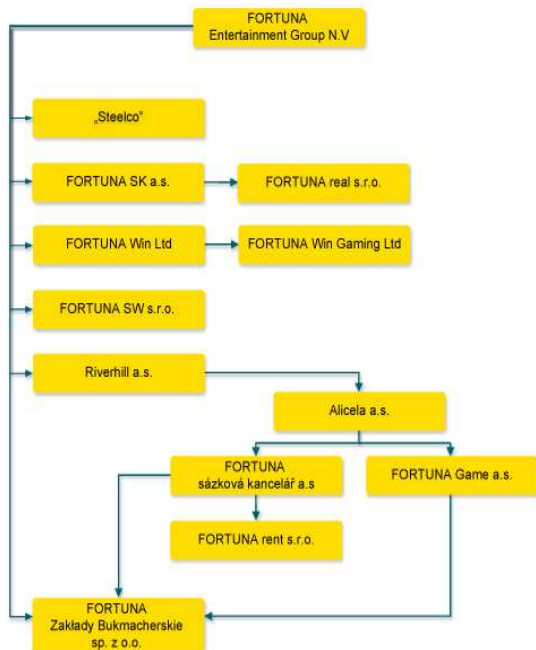 FORTUNA
Entertainment Group N.V
„Steelco”
FORTUNA SK a.s.
FORTUNA real s.r.o.
FORTUNA Win Ltd
FORTUNA Win Gaming Ltd
FORTUNA SW s.r.o.
Riverhill a.s.
Alicela a.s.
FORTUNA
sázková kancelář a.s
FORTUNA Game a.s.
FORTUNA rent s.r.o.
FORTUNA
Zakłady Bukmacherskie
sp. z o.o.